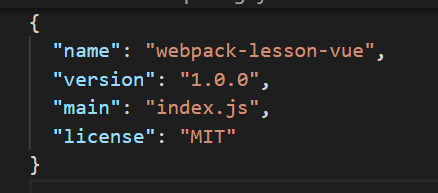 {
"name": "webpack-lesson-vue",
"version": "1.0.0",
"main": "index.js",
"license": "MIT"
}